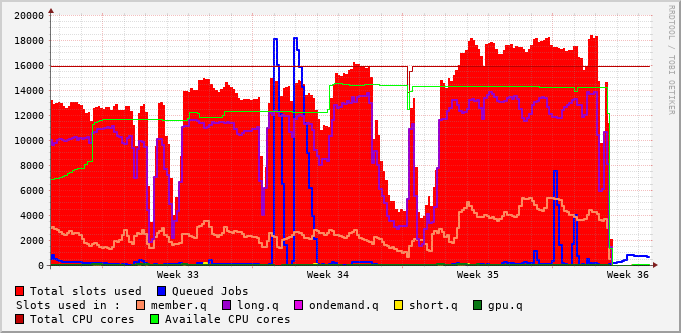 20000
18000
16000
14000
12000
10000
8000
6000
4000
2000
0
Week 33 Week 34 Week 35 Week 36
RRDTOOL / TOBI OETIKER
Total slots used Queued Jobs
Slots used in : member.q long.q ondemand.q short.q gpu.q
Total CPU cores Availale CPU cores